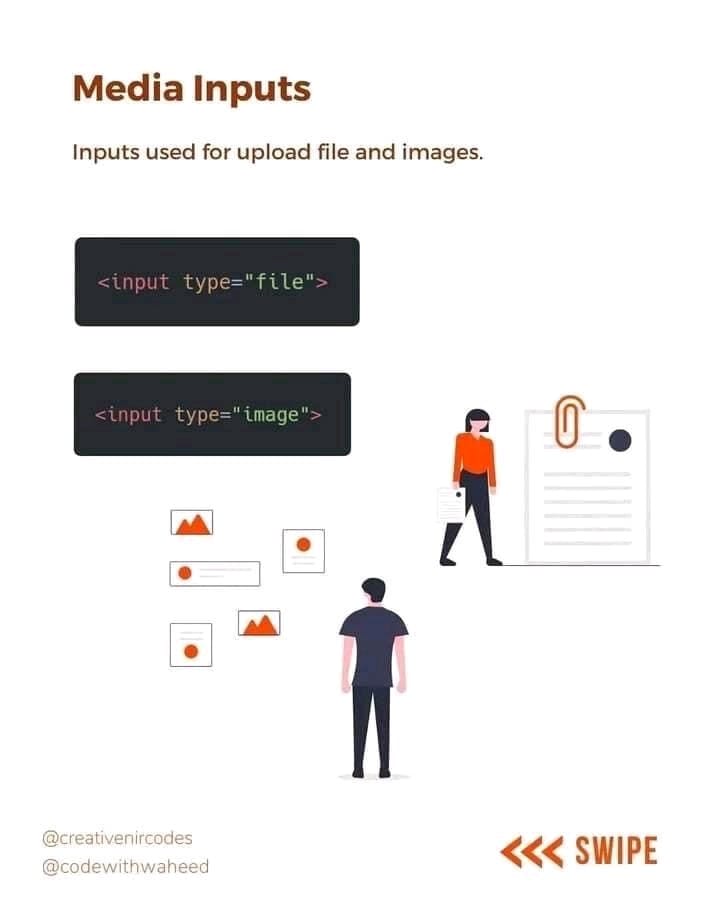 Media Inputs
Inputs used for upload file and images.
<input type="file">
<input type="image">
@creativenircodes
@codewithwaheed
SWIPE